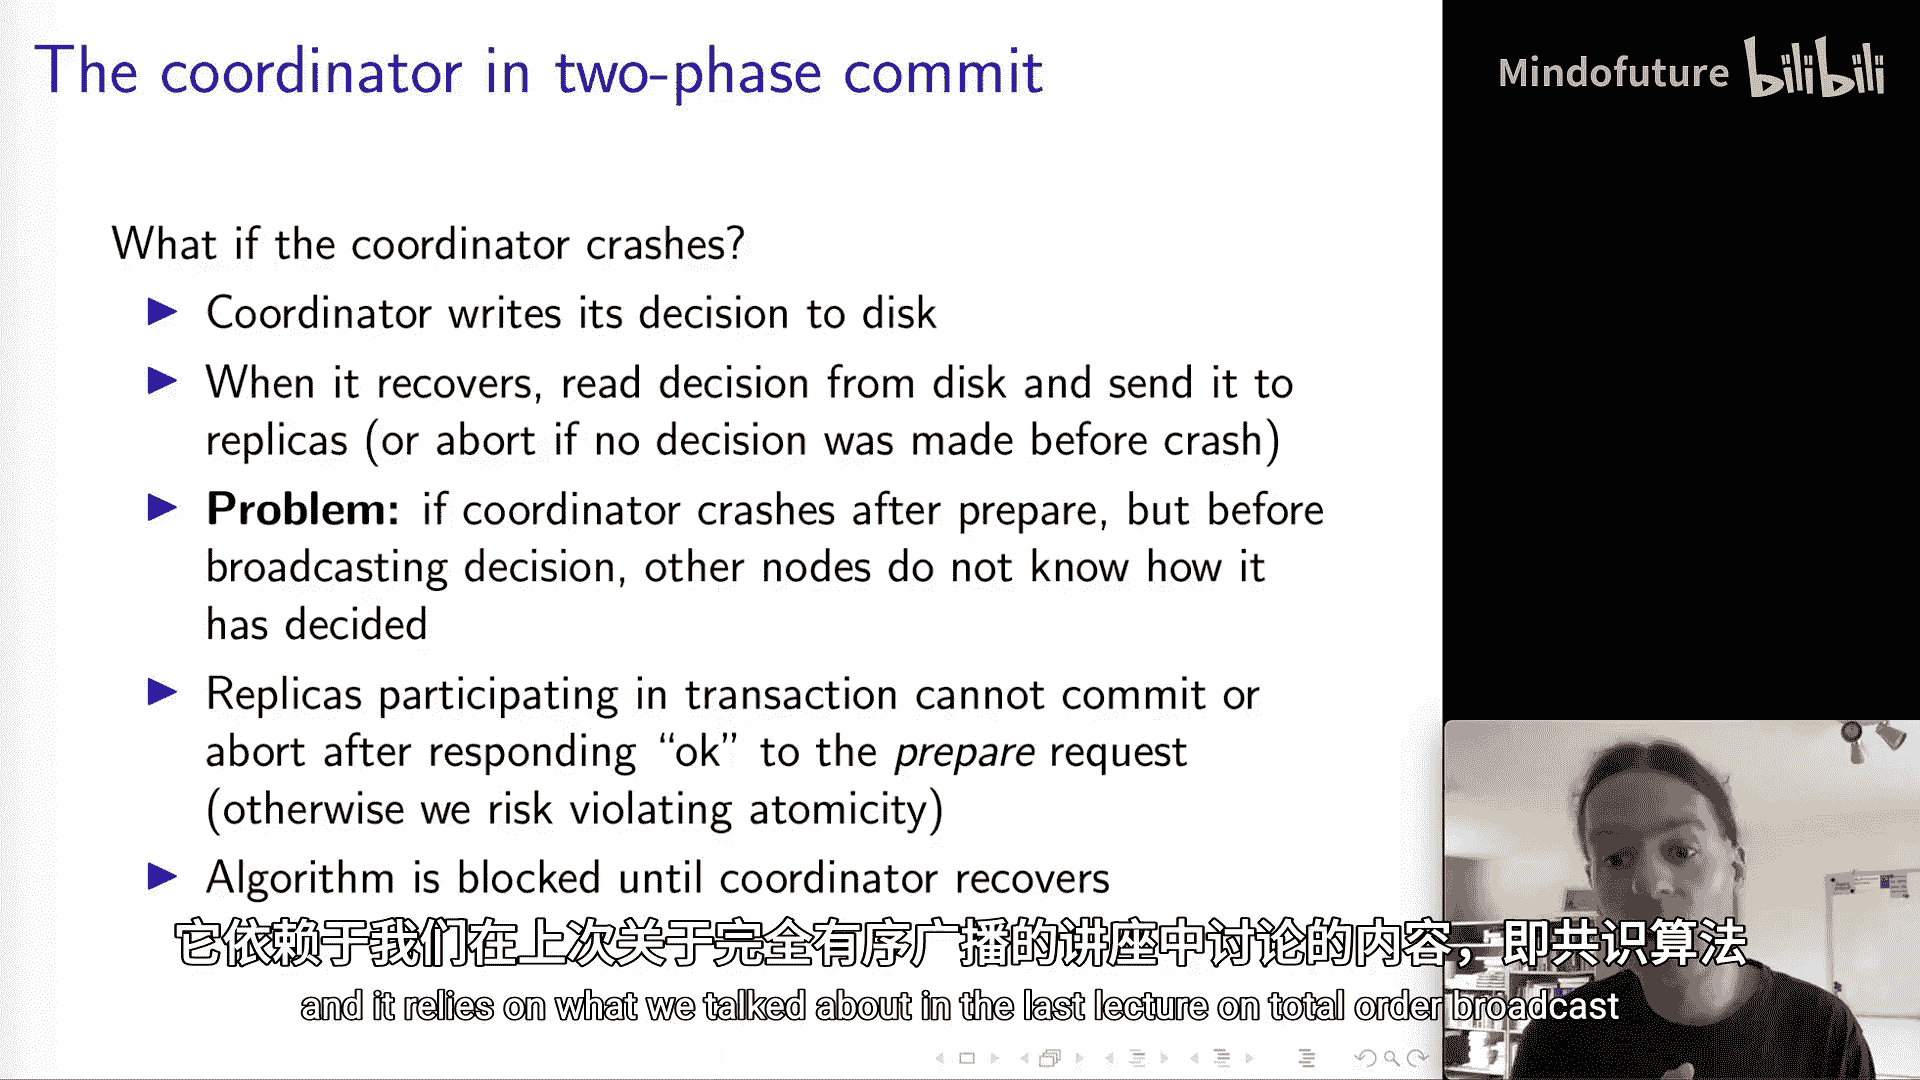 The coordinator in two-phase commit
Mindofuture bilibili
What if the coordinator crashes?
Coordinator writes its decision to disk
When it recovers, read decision from disk and send it to
replicas (or abort if no decision was made before crash)
Problem: if coordinator crashes after prepare, but before
broadcasting decision, other nodes do not know how it
has decided
Replicas participating in transaction cannot commit or
abort after responding “ok” to the prepare request
(otherwise we risk violating atomicity)
Algorithm is blocked until coordinator recovers
它依赖于我们在上次关于完全有序广播的讲座中讨论的内容，即共识算法
and it relies on what we talked about in the last lecture on total order broadcast